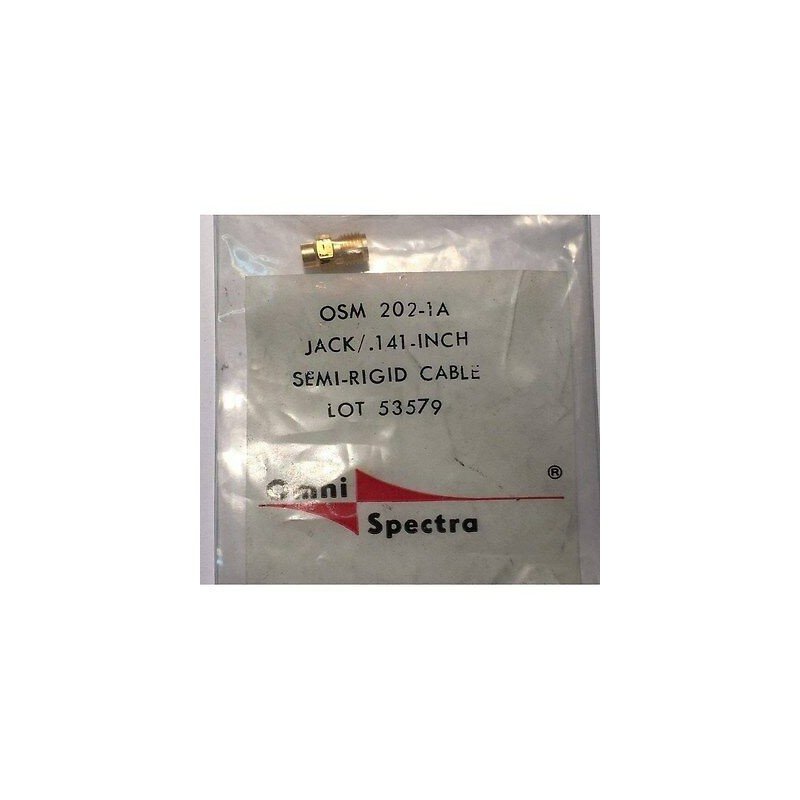 OSM 202-1A
JACK/.141-INCH
SEMI-RIGID CABLE
LOT 53579
®
Omni
Spectra